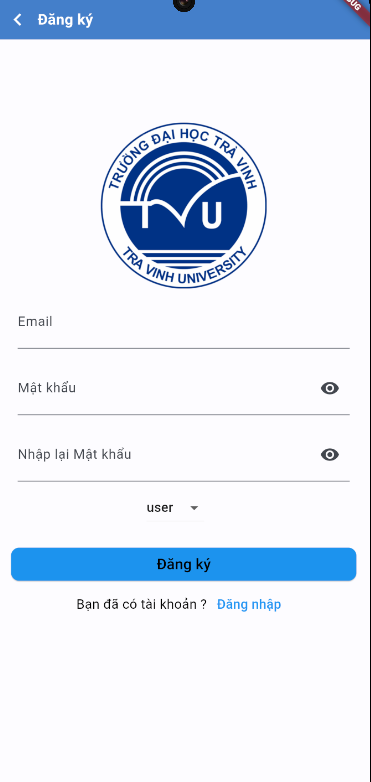 Đăng ký
TRƯỜNG ĐẠI HỌC TRÀ VINH
TVU
TRA VINH UNIVERSITY
Email
Mật khẩu
Nhập lại Mật khẩu
user
Đăng ký
Bạn đã có tài khoản ? Đăng nhập